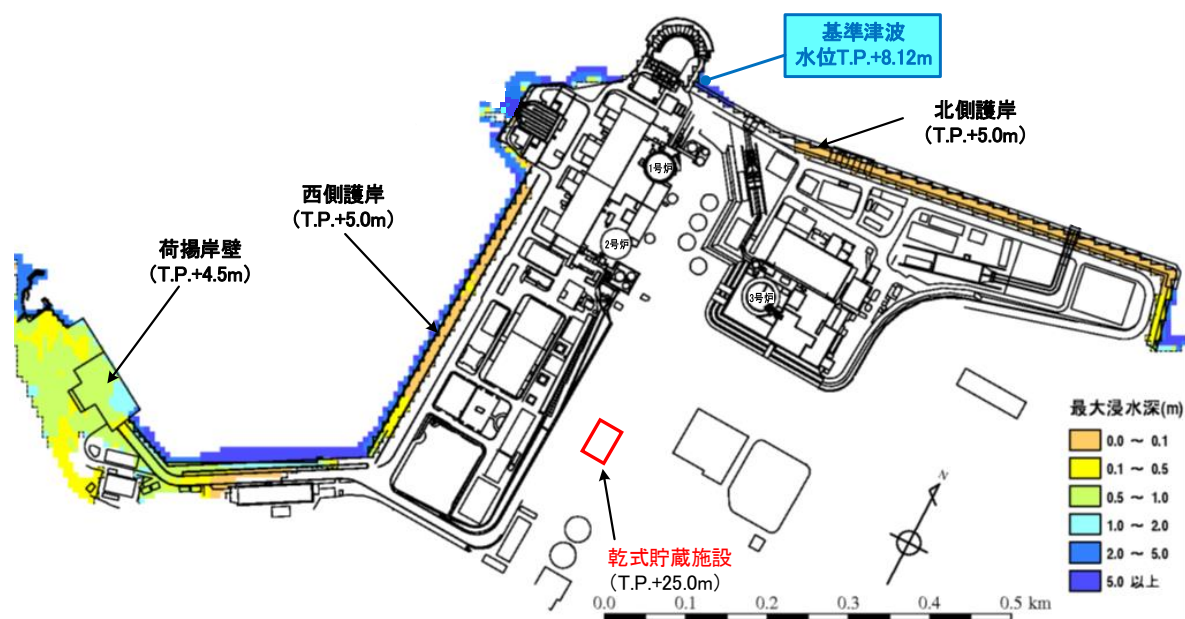 基準津波
水位T.P.+8.12m
北側護岸
(T.P.+5.0m)
1号炉
西側護岸
(T.P.+5.0m)
荷揚岸壁
(T.P.+4.5m)
2号炉
3号炉
最大浸水深(m)
0.0 ～ 0.1
0.1 ～ 0.5
0.5 ～ 1.0
1.0 ～ 2.0
2.0 ～ 5.0
5.0 以上
N
乾式貯蔵施設
(T.P.+25.0m)
0.0 0.1 0.2 0.3 0.4 0.5 km